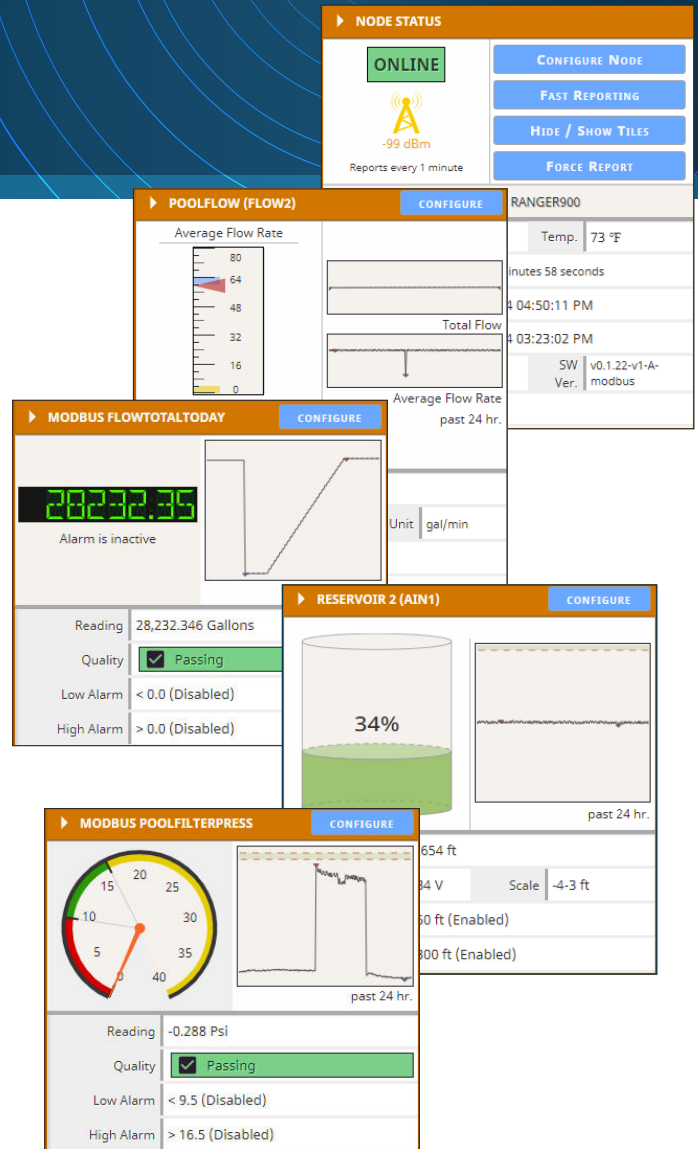 NODE STATUS
ONLINE
CONFIGURE NODE
-99 dBm
FAST REPORTING
HIDE / SHOW TILES
Reports every 1 minute
FORCE REPORT
RANGER900
Temp. 73 °F
inutes 58 seconds
4 04:50:11 PM
4 03:23:02 PM
SW Ver.
v0.1.22-v1-A-
modbus
POOLFLOW (FLOW2)
CONFIGURE
Average Flow Rate
80
64
48
32
16
0
Total Flow
Average Flow Rate
past 24 hr.
Unit gal/min
MODBUS FLOWTOTALTODAY
CONFIGURE
28232.35
Alarm is inactive
Reading 28,232.346 Gallons
Quality Passing
Low Alarm < 0.0 (Disabled)
High Alarm > 0.0 (Disabled)
RESERVOIR 2 (AIN1)
CONFIGURE
34%
past 24 hr.
654 ft
34 V Scale -4-3 ft
50 ft (Enabled)
300 ft (Enabled)
MODBUS POOLFILTERPRESS
CONFIGURE
0
5
10
15
20
25
30
35
40
past 24 hr.
Reading -0.288 Psi
Quality Passing
Low Alarm < 9.5 (Disabled)
High Alarm > 16.5 (Disabled)